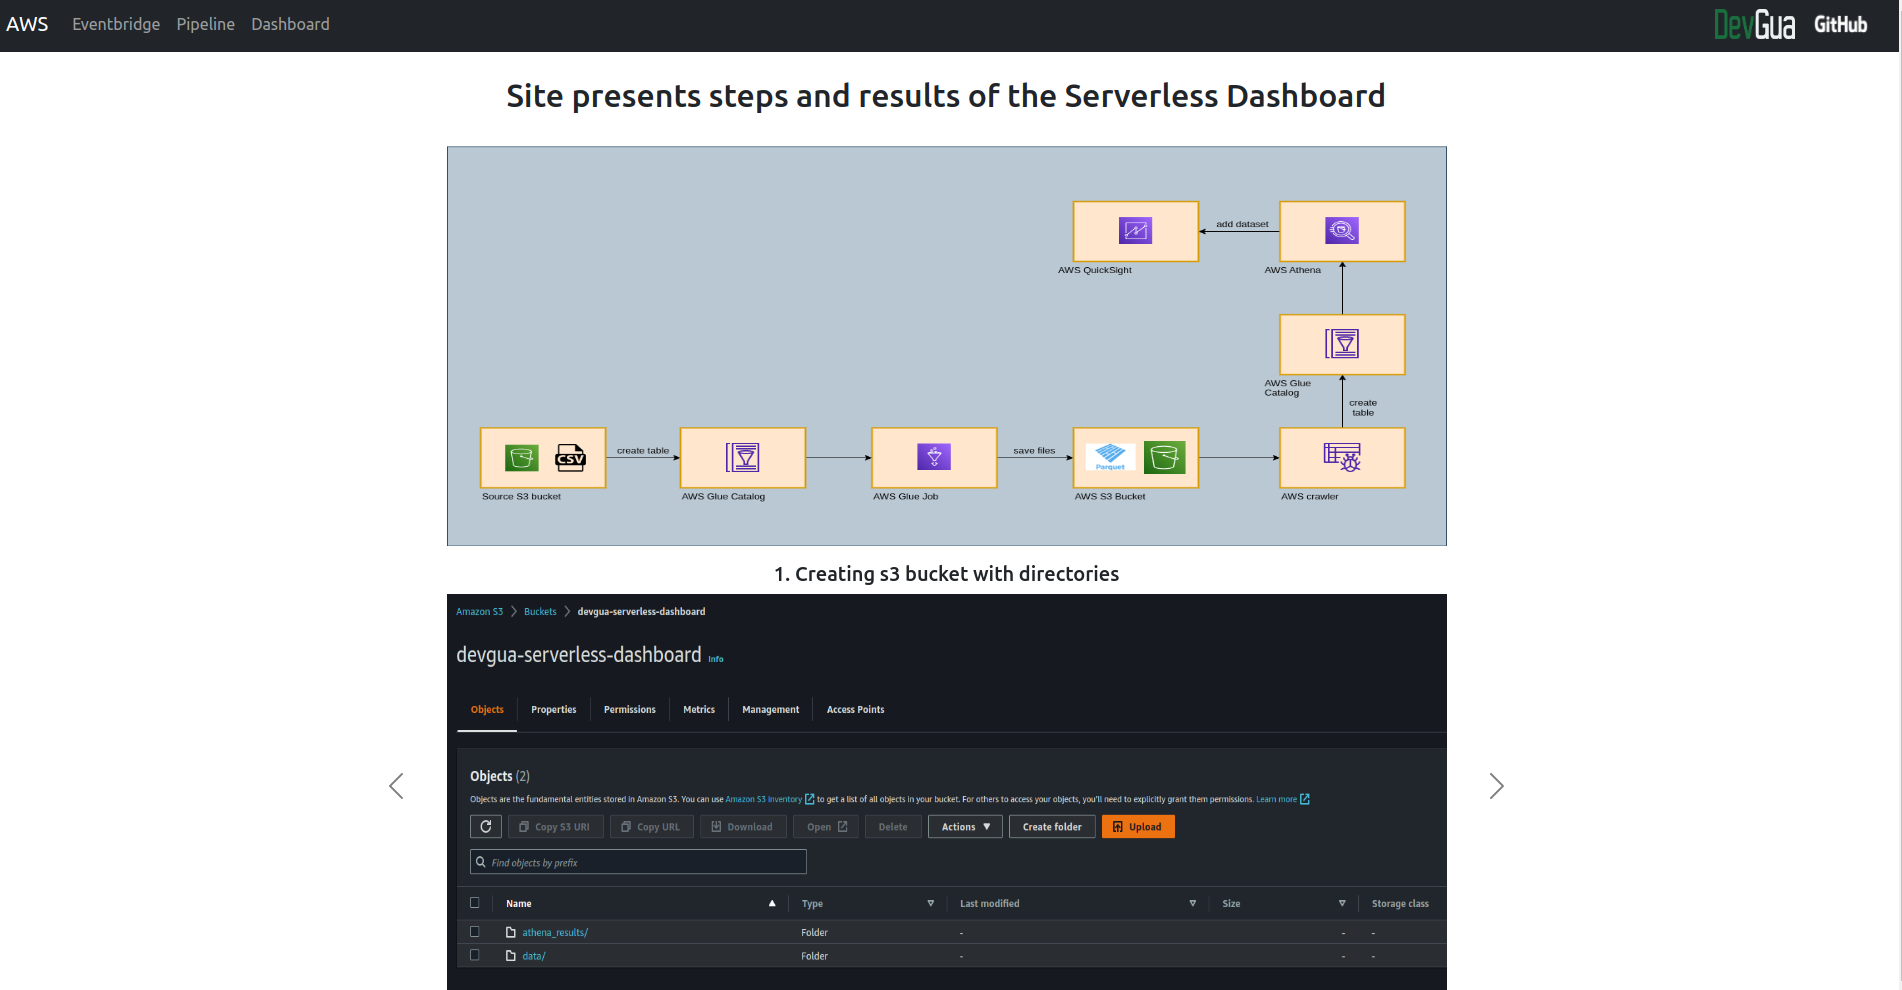 AWS Eventbridge Pipeline Dashboard DevGua GitHub
Site presents steps and results of the Serverless Dashboard
add dataset
AWS QuickSight
AWS Athena
AWS Glue
Catalog
create
table
CSV
create table
save files
Parquet
Source S3 bucket
AWS Glue Catalog
AWS Glue Job
AWS S3 Bucket
AWS crawler
1. Creating s3 bucket with directories
Amazon S3 Buckets devgua-serverless-dashboard
devgua-serverless-dashboard Info
Objects Properties Permissions Metrics Management Access Points
Objects (2)
Objects are the fundamental entities stored in Amazon S3. You can use Amazon S3 Inventory to get a list of all objects in your bucket. For others to access your objects, you'll need to explicitly grant them permissions. Learn more
Copy S3 URI Copy URL Download Open Delete Actions Create folder Upload
Find objects by prefix
Name Type Last modified Size Storage class
athena_results/ Folder - - -
data/ Folder - - -